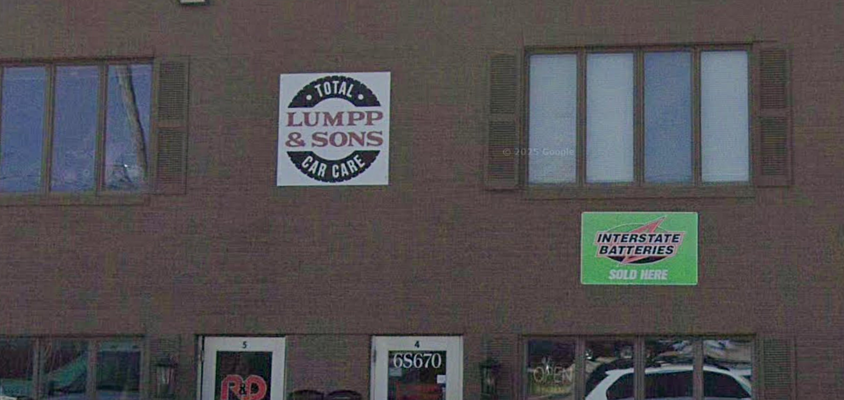 TOTAL
LUMPP
& SONS
CAR CARE
© 2025 Google
INTERSTATE
BATTERIES
SOLD HERE
5
R&D
4
6S670
OPEN